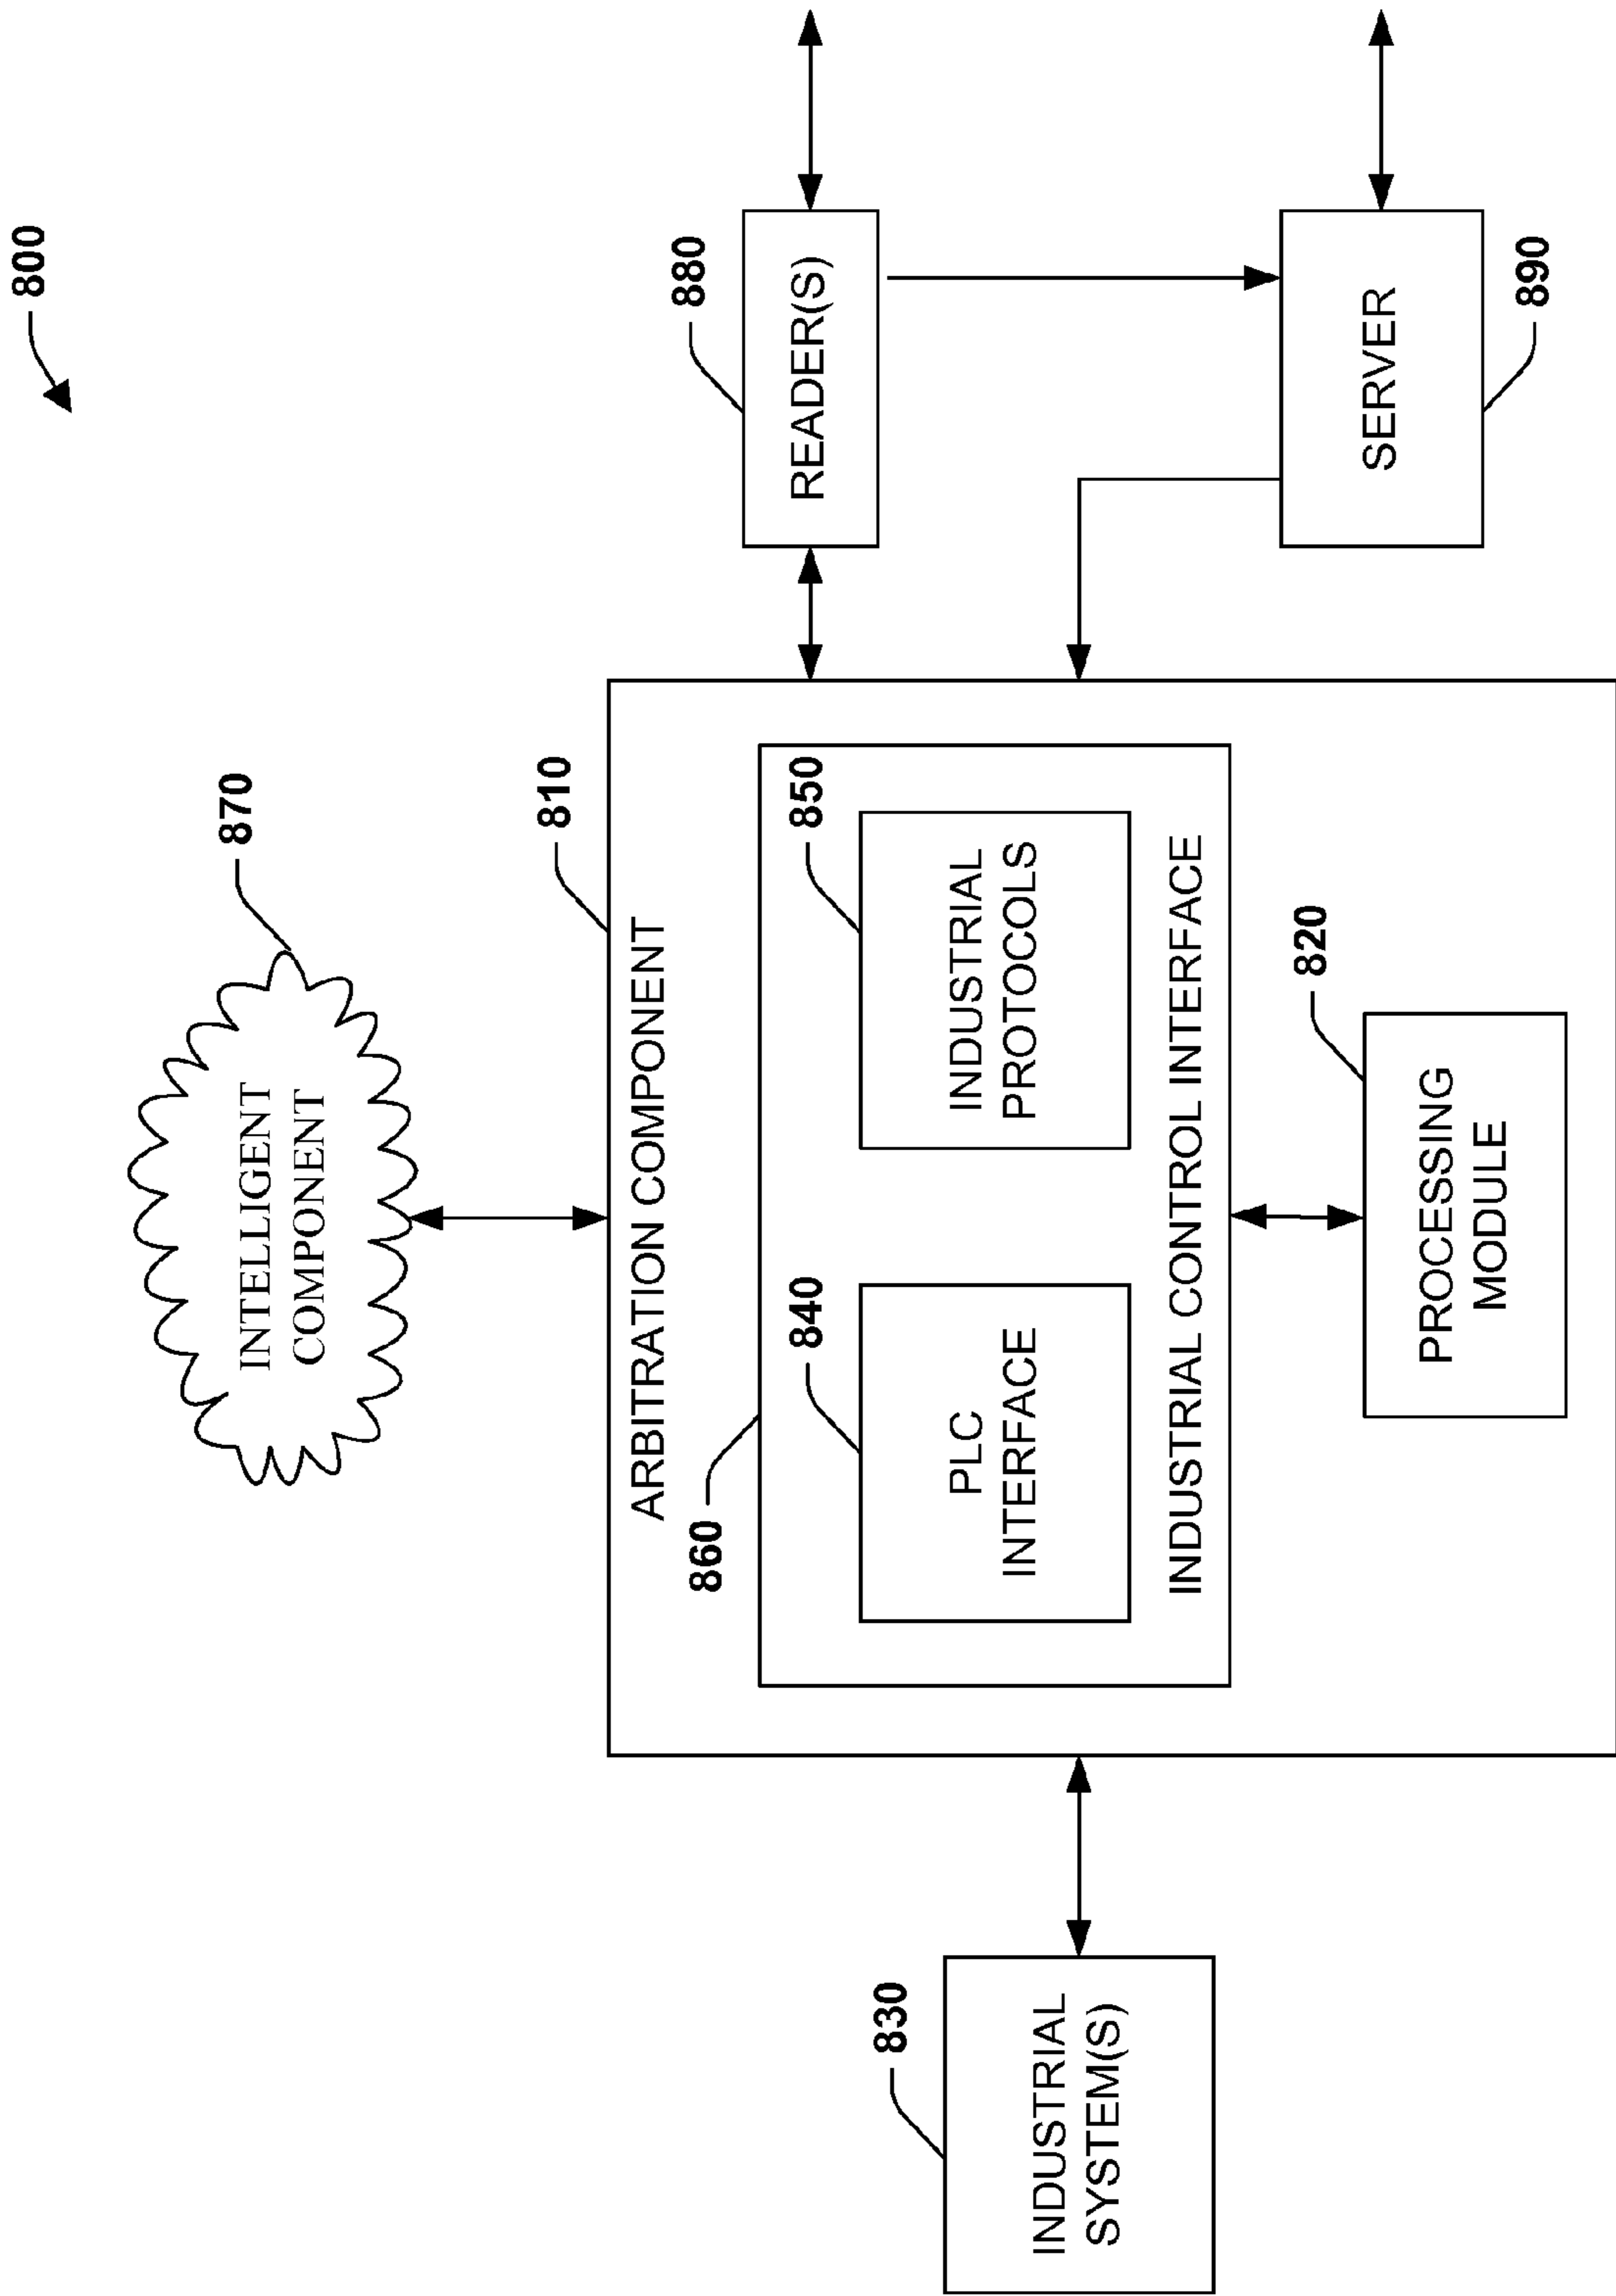 800
870
INTELLIGENT
COMPONENT
810
ARBITRATION COMPONENT
860
840
PLC
INTERFACE
850
INDUSTRIAL
PROTOCOLS
INDUSTRIAL CONTROL INTERFACE
820
PROCESSING
MODULE
830
INDUSTRIAL
SYSTEM(S)
880
READER(S)
SERVER
890